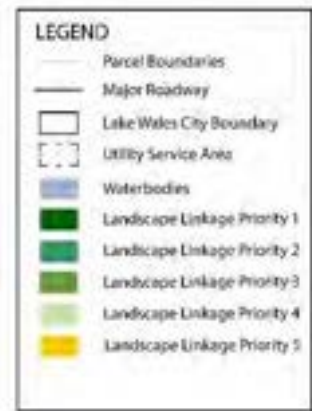 LEGEND
Parcel Boundaries
Major Roadway
Lake Wales City Boundary
Utility Service Area
Waterbodies
Landscape Linkage Priority 1
Landscape Linkage Priority 2
Landscape Linkage Priority 3
Landscape Linkage Priority 4
Landscape Linkage Priority 5